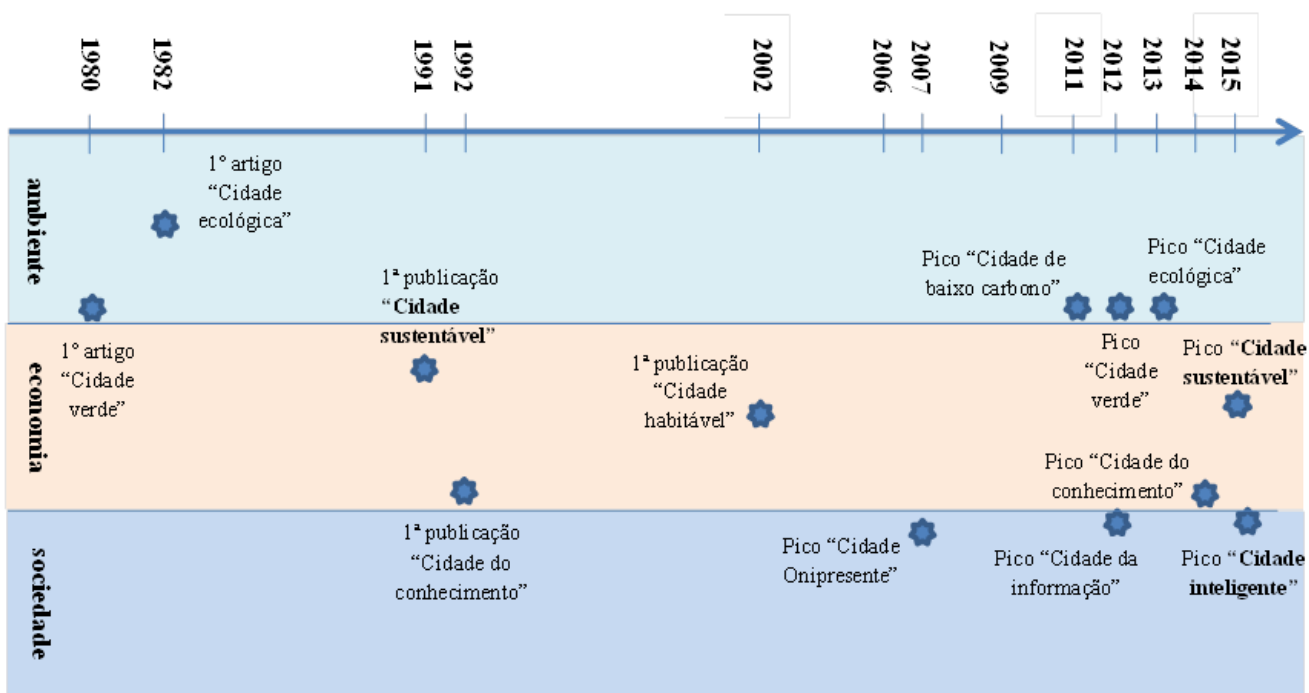 1980
1982
1991
1992
2002
2006
2007
2009
2011
2012
2013
2014
2015
ambiente
1º artigo
“Cidade
ecológica”
1ª publicação
“Cidade
sustentável”
Pico “Cidade de
baixo carbono”
Pico “Cidade
ecológica”
economia
1º artigo
“Cidade
verde”
1ª publicação
“Cidade
habitável”
Pico
“Cidade
verde”
Pico “Cidade
sustentável”
Pico “Cidade do
conhecimento”
sociedade
1ª publicação
“Cidade do
conhecimento”
Pico “Cidade
Onipresente”
Pico “Cidade da
informação”
Pico “Cidade
inteligente”